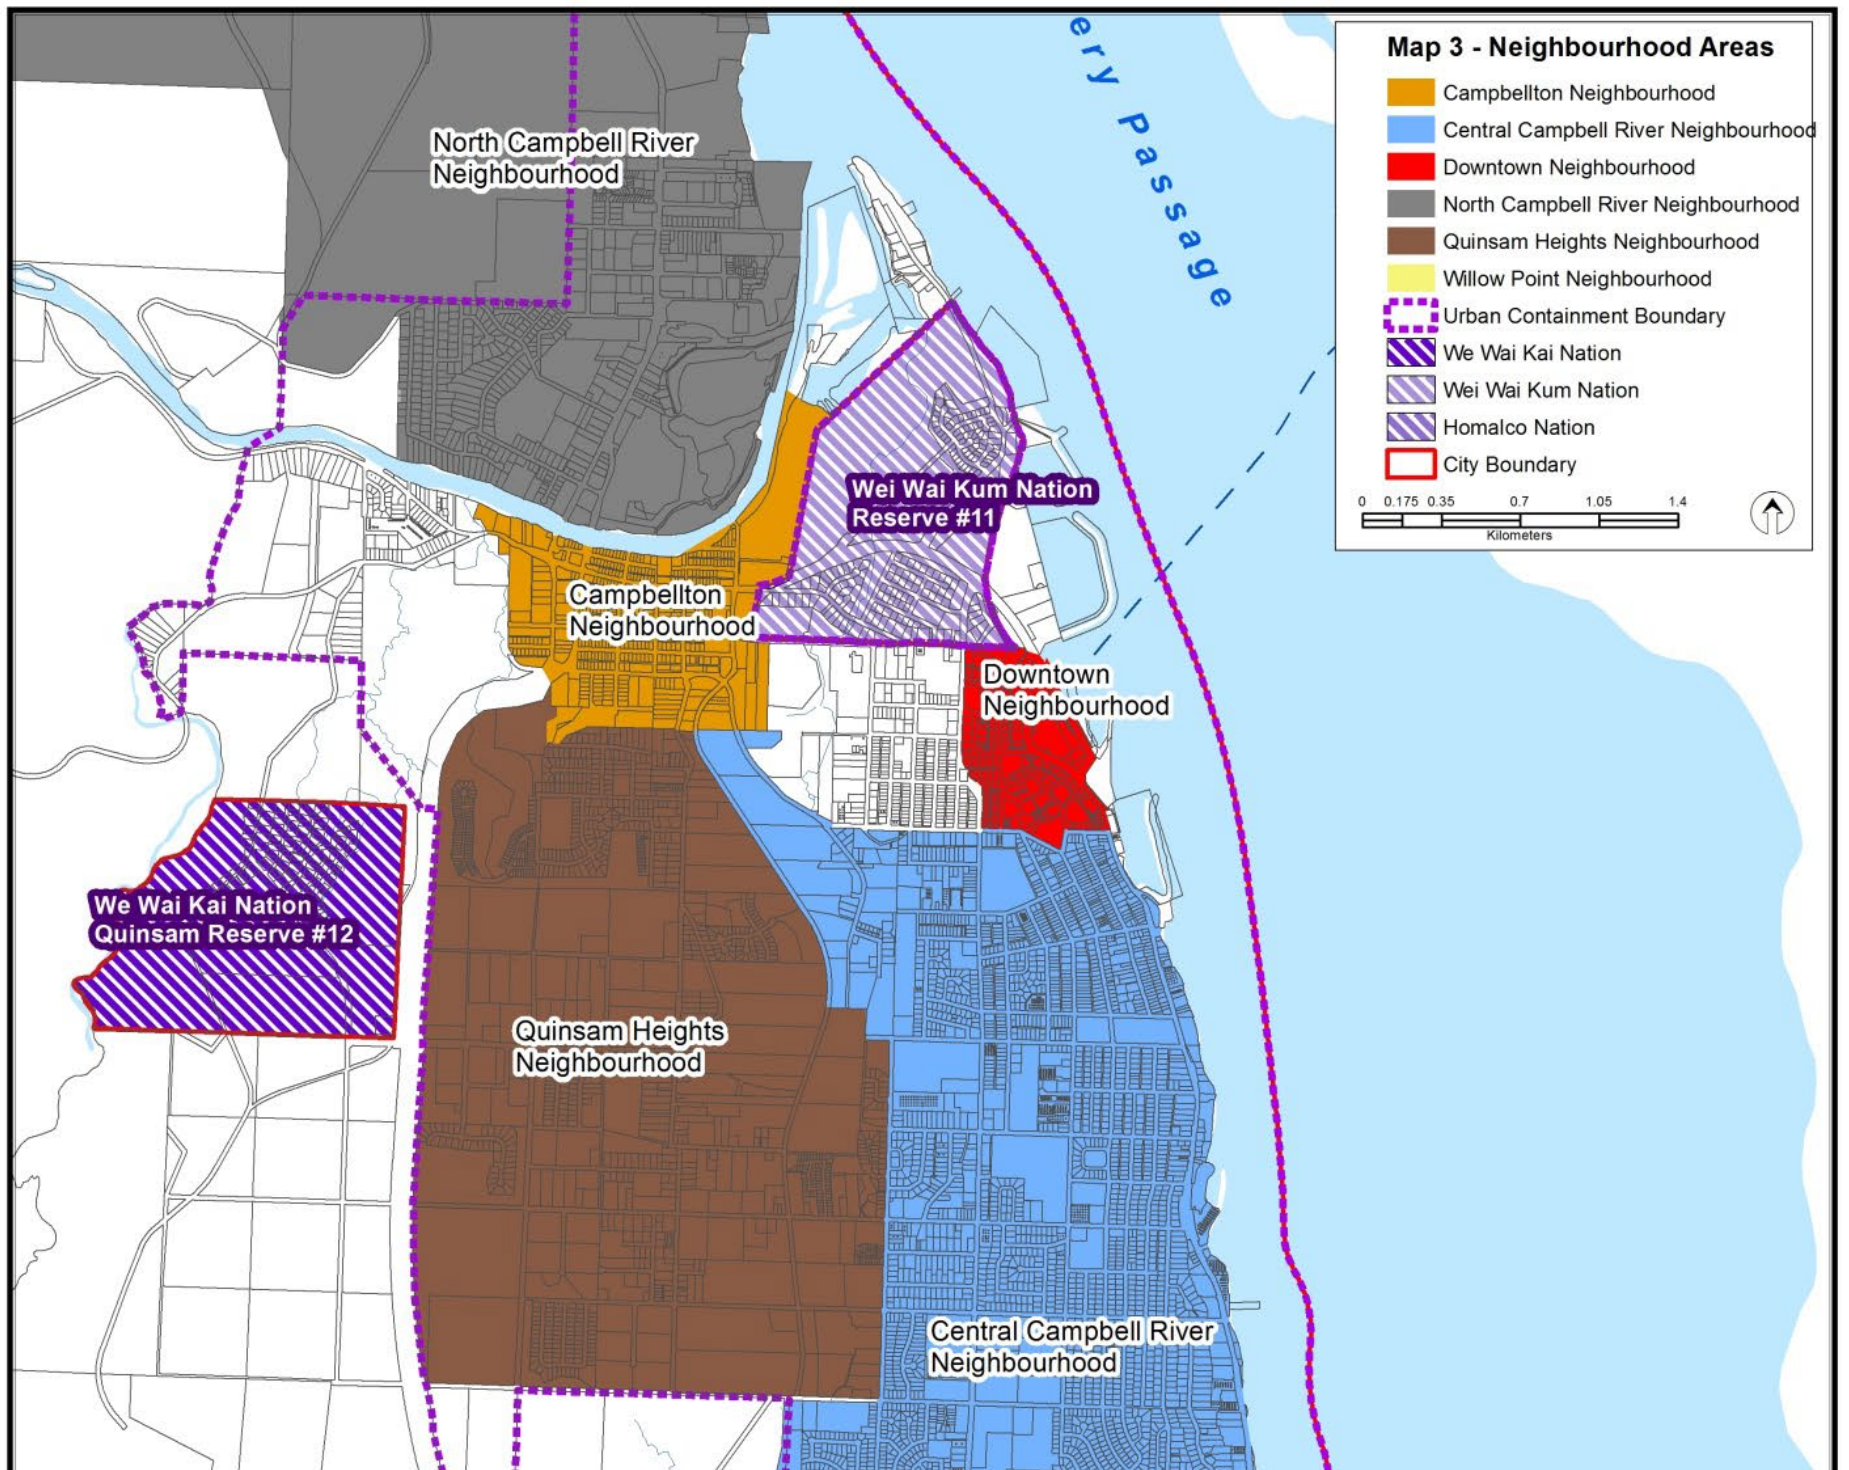 ery Passage
Map 3 - Neighbourhood Areas
Campbellton Neighbourhood
Central Campbell River Neighbourhood
Downtown Neighbourhood
North Campbell River Neighbourhood
Quinsam Heights Neighbourhood
Willow Point Neighbourhood
Urban Containment Boundary
We Wai Kai Nation
Wei Wai Kum Nation
Homalco Nation
City Boundary
0 0.175 0.35 0.7 1.05 1.4
Kilometers
North Campbell River
Neighbourhood
Wei Wai Kum Nation
Reserve #11
Campbellton
Neighbourhood
Downtown
Neighbourhood
We Wai Kai Nation
Quinsam Reserve #12
Quinsam Heights
Neighbourhood
Central Campbell River
Neighbourhood